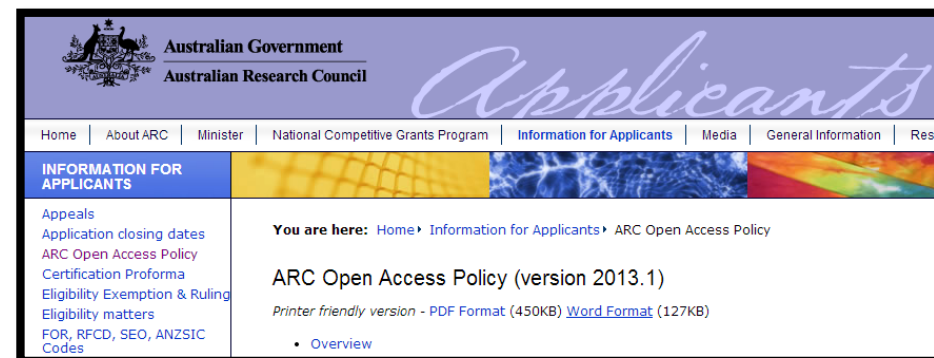 Australian Government
Australian Research Council
Applicants
Home About ARC Minister National Competitive Grants Program Information for Applicants Media General Information Res
INFORMATION FOR
APPLICANTS
Appeals
Application closing dates
ARC Open Access Policy
Certification Proforma
Eligibility Exemption & Ruling
Eligibility matters
FOR, RFCD, SEO, ANZSIC
Codes
You are here: Home Information for Applicants ARC Open Access Policy
ARC Open Access Policy (version 2013.1)
Printer friendly version - PDF Format (450KB) Word Format (127KB)
• Overview